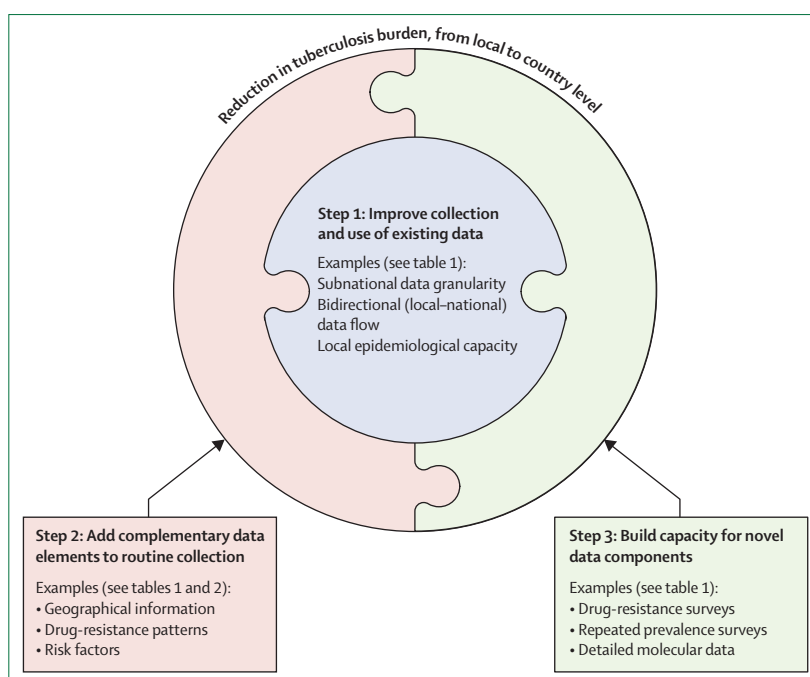 Reduction in tuberculosis burden, from local to country level
Step 1: Improve collection
and use of existing data
Examples (see table 1):
Subnational data granularity
Bidirectional (local–national)
data flow
Local epidemiological capacity
Step 2: Add complementary data
elements to routine collection
Examples (see tables 1 and 2):
• Geographical information
• Drug-resistance patterns
• Risk factors
Step 3: Build capacity for novel
data components
Examples (see table 1):
• Drug-resistance surveys
• Repeated prevalence surveys
• Detailed molecular data